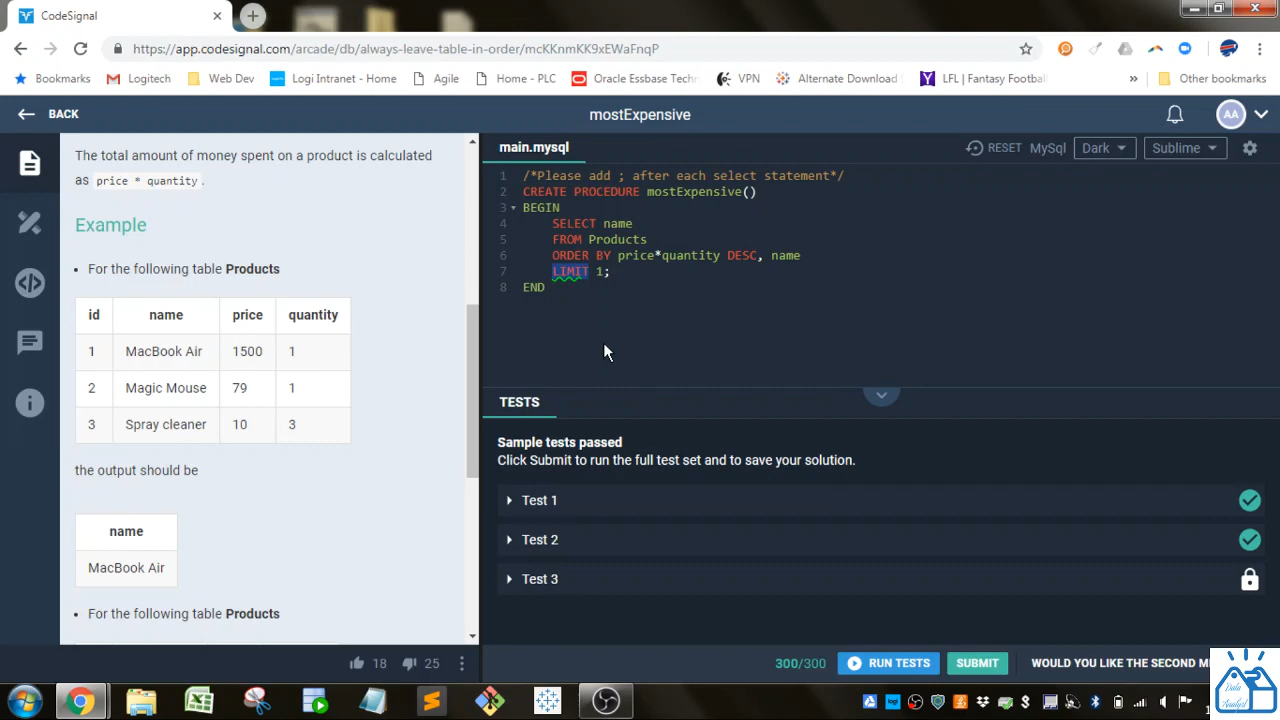 CodeSignal
https://app.codesignal.com/arcade/db/always-leave-table-in-order/mcKKnmKK9xEWaFnqP
Bookmarks Logitech Web Dev Logi Intranet - Home Agile Home - PLC Oracle Essbase Techn VPN Alternate Download LFL | Fantasy Football » Other bookmarks
BACK mostExpensive AA
The total amount of money spent on a product is calculated
as price * quantity .
Example
• For the following table Products
id name price quantity
1 MacBook Air 1500 1
2 Magic Mouse 79 1
3 Spray cleaner 10 3
the output should be
name
MacBook Air
• For the following table Products
18 25
main.mysql RESET MySql Dark Sublime
1 /*Please add ; after each select statement*/
2 CREATE PROCEDURE mostExpensive()
3 BEGIN
4 SELECT name
5 FROM Products
6 ORDER BY price*quantity DESC, name
7 LIMIT 1;
8 END
TESTS
Sample tests passed
Click Submit to run the full test set and to save your solution.
Test 1
Test 2
Test 3
300/300 RUN TESTS SUBMIT WOULD YOU LIKE THE SECOND
Data
Analyst